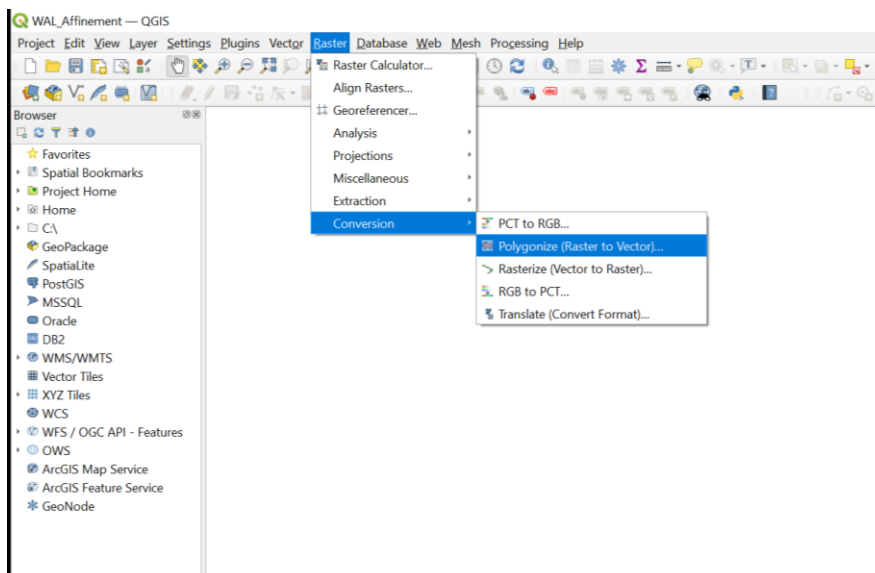 WAL_Affinement — QGIS
Project Edit View Layer Settings Plugins Vector Raster Database Web Mesh Processing Help
Raster Calculator...
Align Rasters...
Georeferencer...
Analysis
Projections
Miscellaneous
Extraction
Conversion
PCT to RGB...
Polygonize (Raster to Vector)...
Rasterize (Vector to Raster)...
RGB to PCT...
Translate (Convert Format)...
Browser
Favorites
Spatial Bookmarks
Project Home
Home
C:\
GeoPackage
SpatiaLite
PostGIS
MSSQL
Oracle
DB2
WMS/WMTS
Vector Tiles
XYZ Tiles
WCS
WFS / OGC API - Features
OWS
ArcGIS Map Service
ArcGIS Feature Service
GeoNode